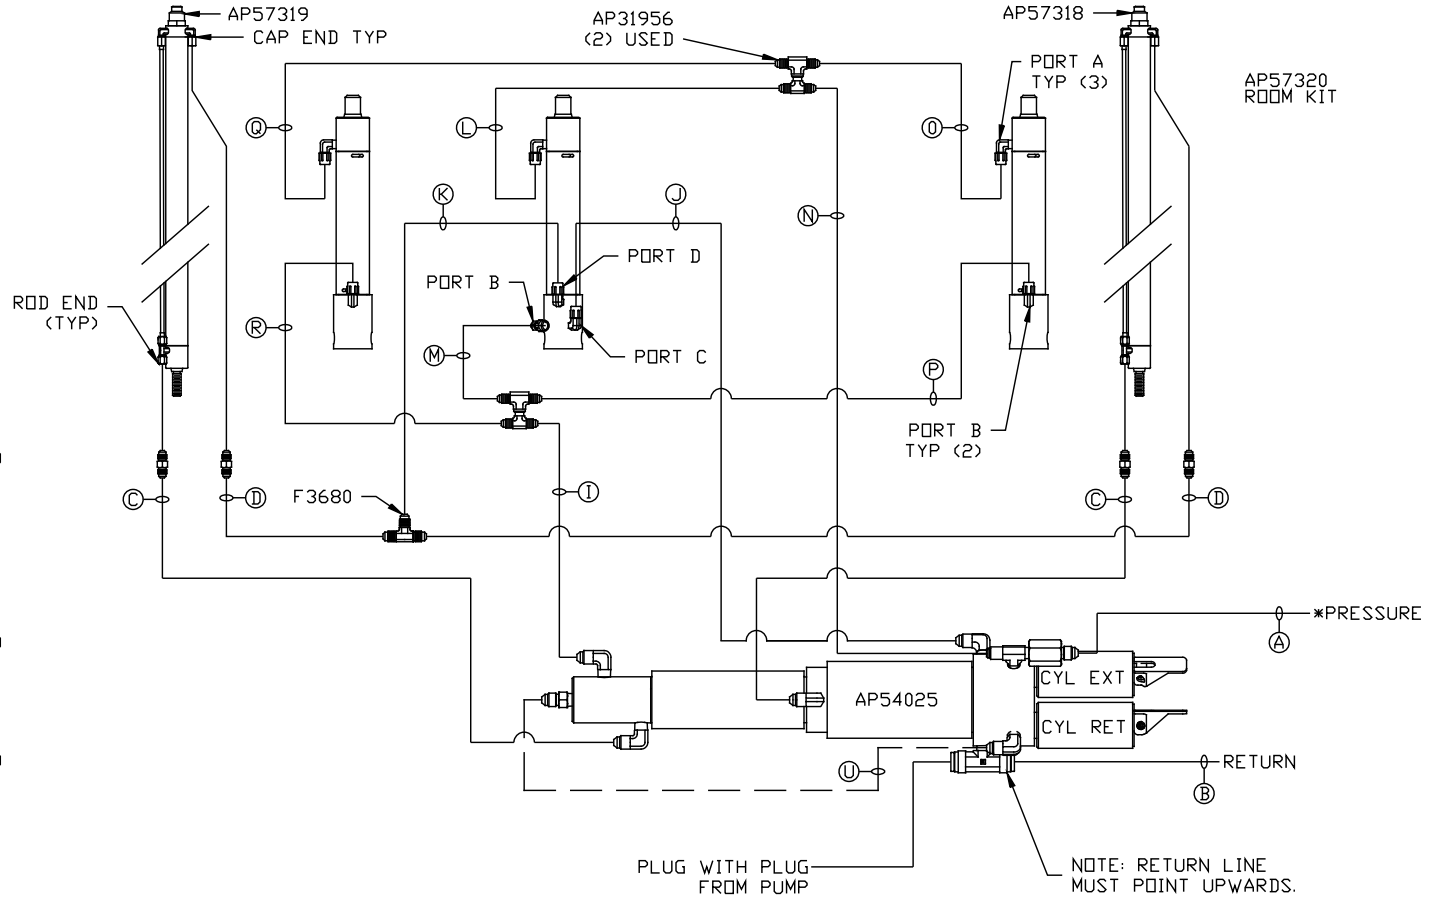 AP57319
CAP END TYP
AP31956
(2) USED
AP57318
PORT A
TYP (3)
AP57320
ROOM KIT
Q
L
O
K
J
N
PORT D
PORT B
ROD END
(TYP)
R
M
PORT C
P
PORT B
TYP (2)
C
D
F3680
I
C
D
*PRESSURE
A
CYL EXT
AP54025
CYL RET
U
RETURN
B
PLUG WITH PLUG
FROM PUMP
NOTE: RETURN LINE
MUST POINT UPWARDS.